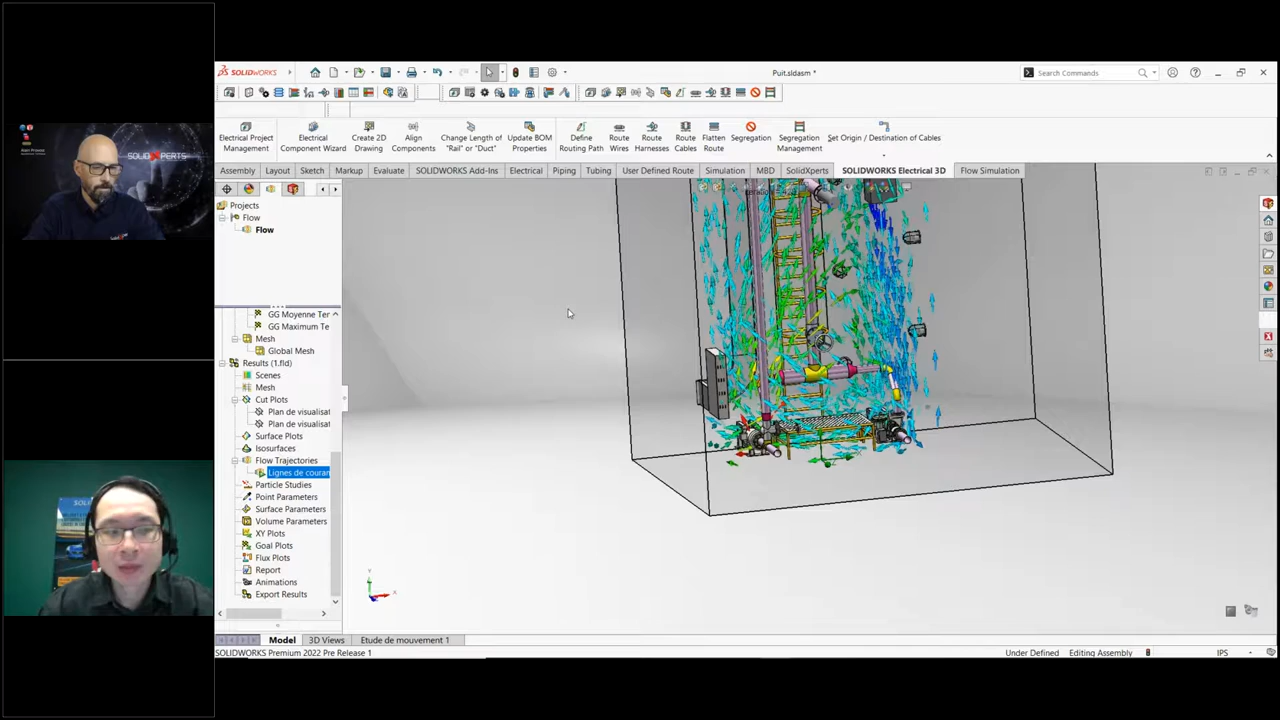 SOLIDWORKS
Puit.sldasm *
Search Commands
Electrical Project Management
Electrical Component Wizard
Create 2D Drawing
Align Components
Change Length of "Rail" or "Duct"
Update BOM Properties
Define Routing Path
Route Wires
Route Harnesses
Route Cables
Flatten Route
Segregation
Segregation Management
Set Origin / Destination of Cables
Assembly
Layout
Sketch
Markup
Evaluate
SOLIDWORKS Add-Ins
Electrical
Piping
Tubing
User Defined Route
Simulation
MBD
SolidXperts
SOLIDWORKS Electrical 3D
Flow Simulation
Projects
Flow
Flow
GG Moyenne Ter
GG Maximum Te
Mesh
Global Mesh
Results (1.fld)
Scenes
Mesh
Cut Plots
Plan de visualisat
Plan de visualisat
Surface Plots
Isosurfaces
Flow Trajectories
Lignes de couran
Particle Studies
Point Parameters
Surface Parameters
Volume Parameters
XY Plots
Goal Plots
Flux Plots
Report
Animations
Export Results
Model
3D Views
Etude de mouvement 1
SOLIDWORKS Premium 2022 Pre Release 1
Under Defined
Editing Assembly
IPS
SOLIDXPERTS